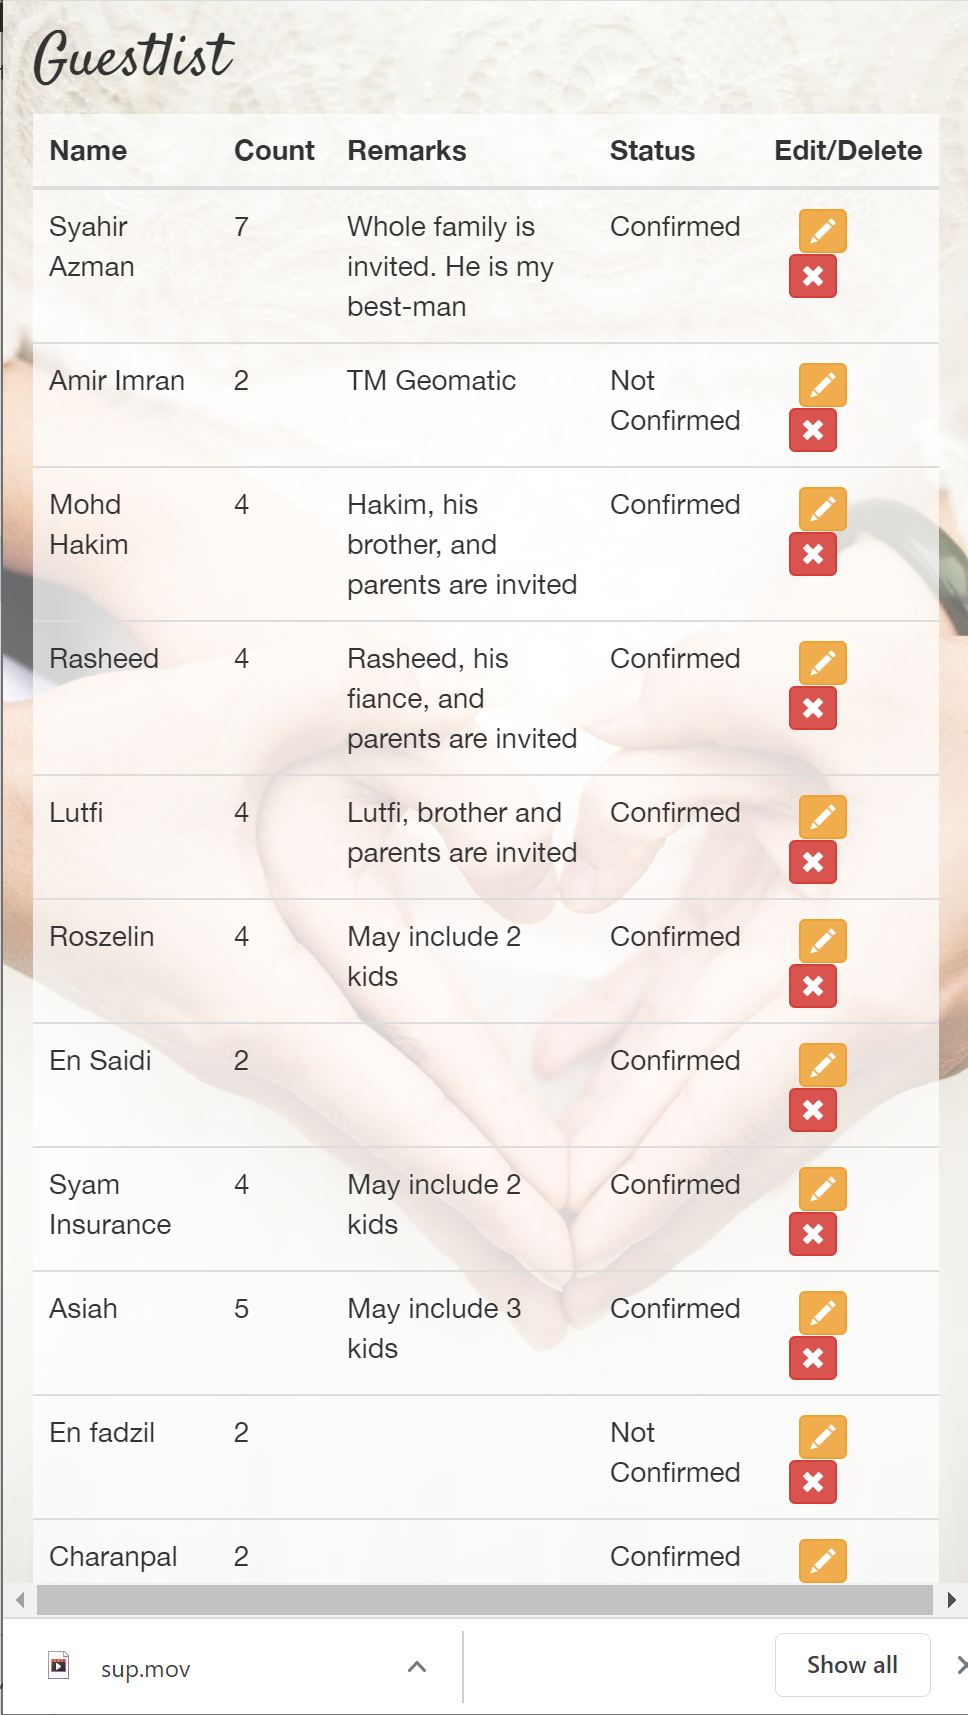 Guestlist
Name Count Remarks Status Edit/Delete
Syahir 7 Whole family is Confirmed
Azman invited. He is my
best-man
Amir Imran 2 TM Geomatic Not
Confirmed
Mohd 4 Hakim, his Confirmed
Hakim brother, and
parents are invited
Rasheed 4 Rasheed, his Confirmed
fiance, and
parents are invited
Lutfi 4 Lutfi, brother and Confirmed
parents are invited
Roszelin 4 May include 2 Confirmed
kids
En Saidi 2 Confirmed
Syam 4 May include 2 Confirmed
Insurance kids
Asiah 5 May include 3 Confirmed
kids
En fadzil 2 Not
Confirmed
Charanpal 2 Confirmed
sup.mov Show all